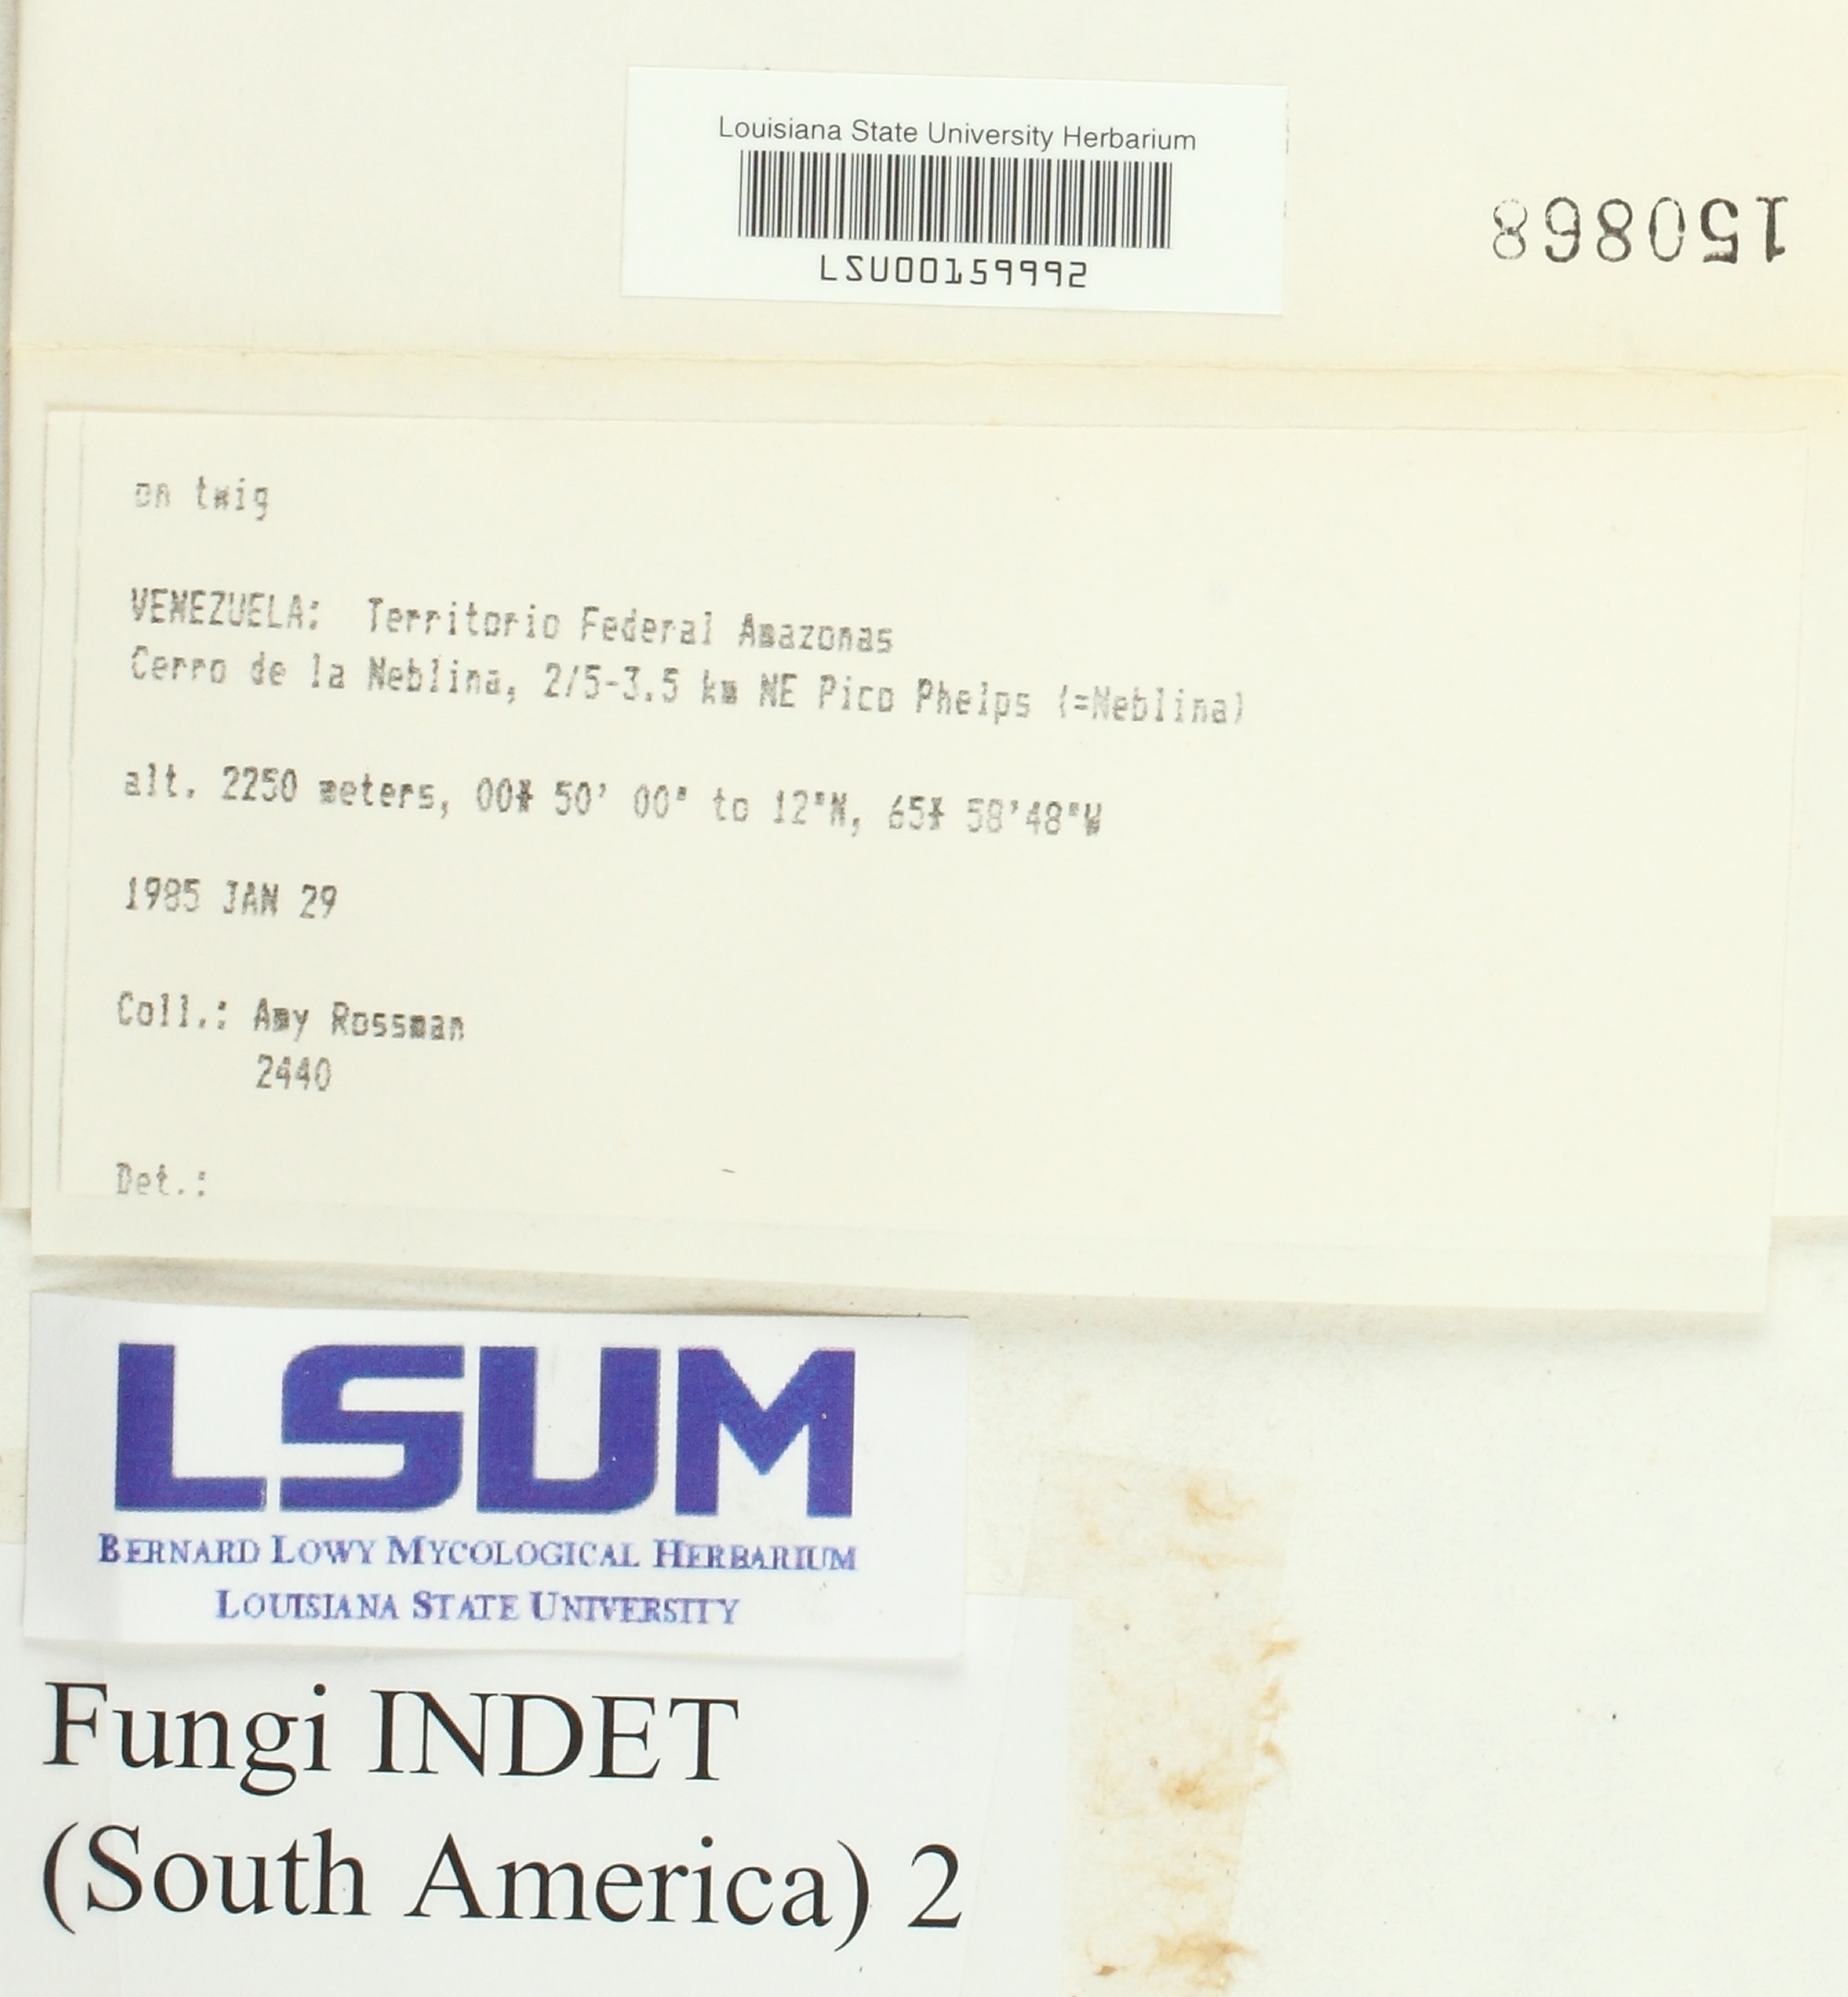 Louisiana State University Herbarium
LSU00159992
150868
on twig
VENEZUELA: Territorio Federal Amazonas
Cerro de la Neblina, 2/5-3.5 km NE Pico Phelps (=Neblina)
alt. 2250 meters, 00* 50' 00" to 12"N, 65* 58'48"W
1985 JAN 29
Coll.: Amy Rossman
2440
Det.:
LSUM
BERNARD LOWY MYCOLOGICAL HERBARIUM
LOUISIANA STATE UNIVERSITY
Fungi INDET
(South America) 2